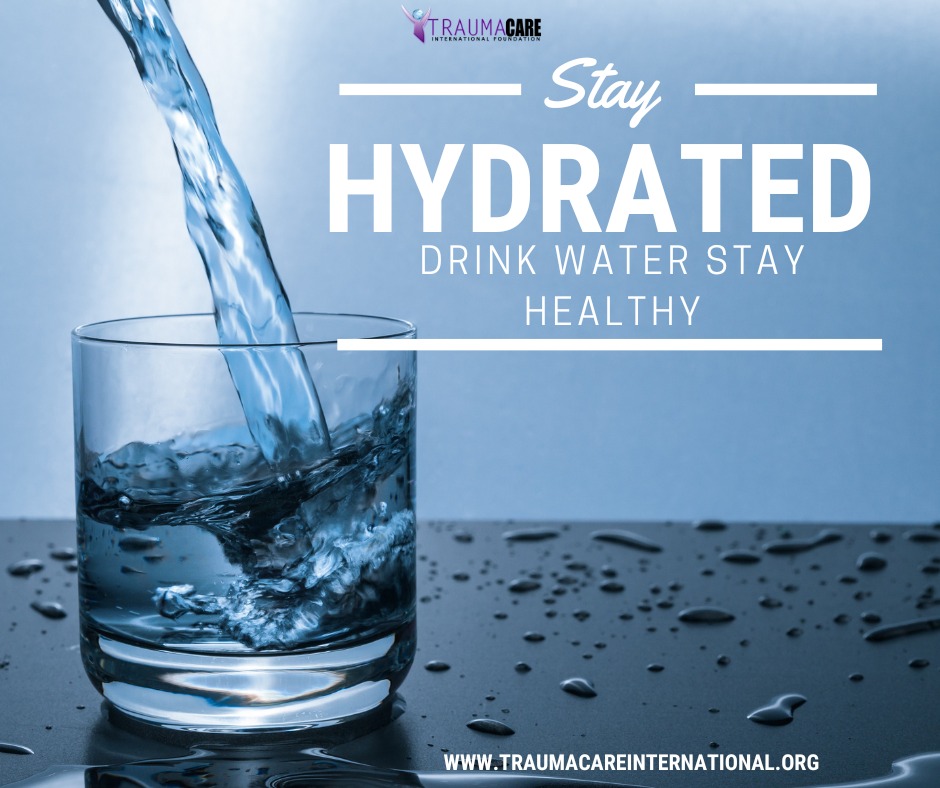 TRAUMACARE
INTERNATIONAL FOUNDATION
Stay
HYDRATED
DRINK WATER STAY
HEALTHY
WWW.TRAUMACAREINTERNATIONAL.ORG